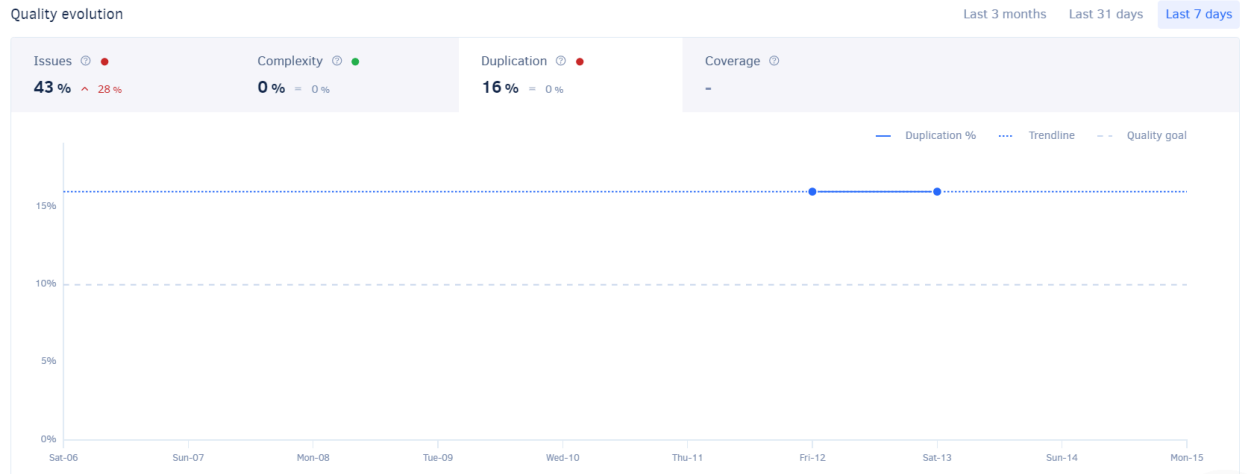 Quality evolution Last 3 months Last 31 days Last 7 days
Issues Complexity Duplication Coverage
43 % 28 % 0 % = 0 % 16 % = 0 % -
Duplication % Trendline Quality goal
15%
10%
5%
0%
Sat-06 Sun-07 Mon-08 Tue-09 Wed-10 Thu-11 Fri-12 Sat-13 Sun-14 Mon-15